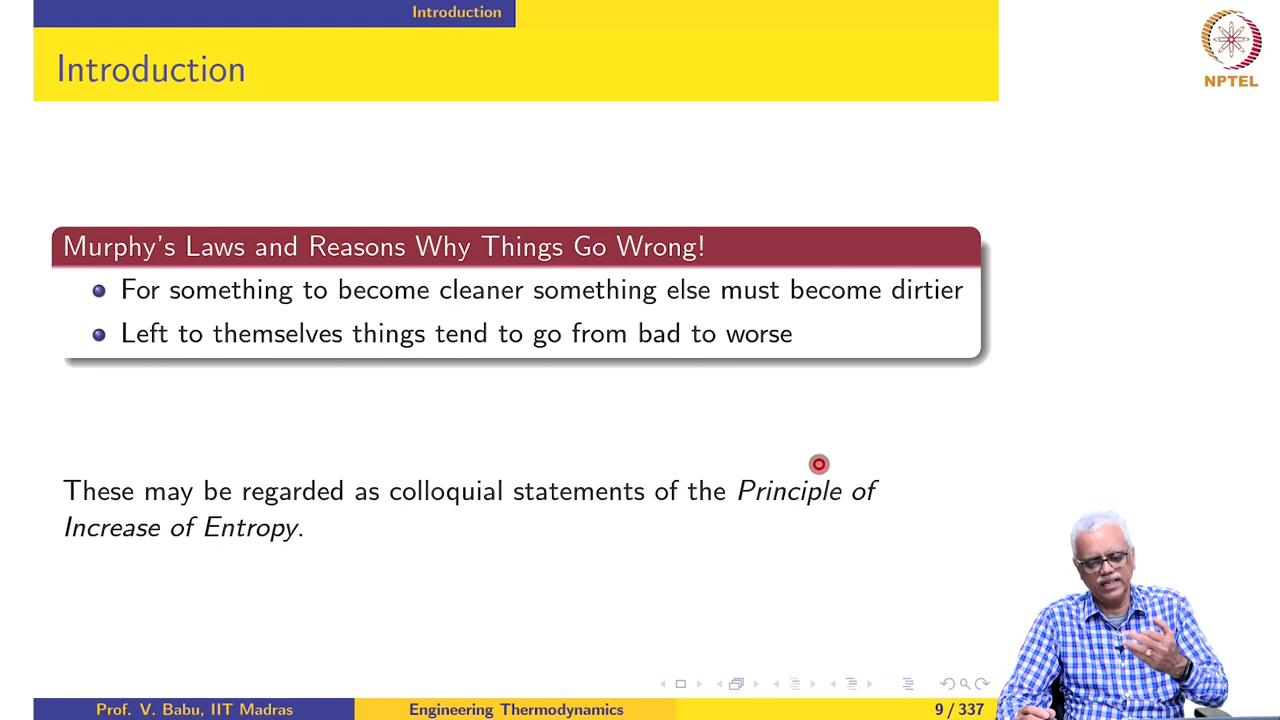 Introduction
Introduction
NPTEL
Murphy's Laws and Reasons Why Things Go Wrong!
For something to become cleaner something else must become dirtier
Left to themselves things tend to go from bad to worse
These may be regarded as colloquial statements of the Principle of
Increase of Entropy.
Prof. V. Babu, IIT Madras
Engineering Thermodynamics
9 / 337